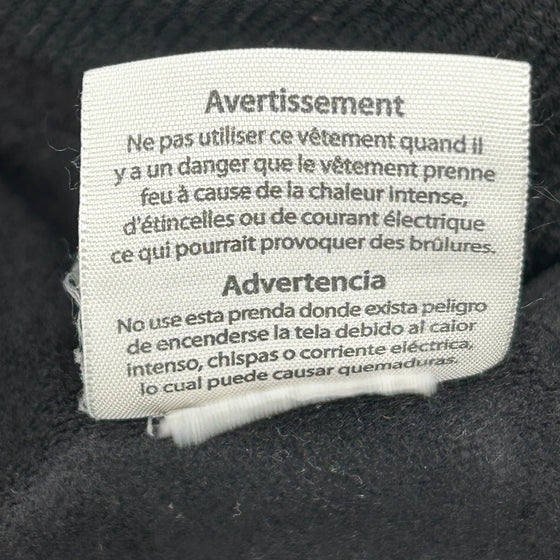 Avertissement
Ne pas utiliser ce vêtement quand il
y a un danger que le vêtement prenne
feu à cause de la chaleur intense,
d'étincelles ou de courant électrique
ce qui pourrait provoquer des brûlures.
Advertencia
No use esta prenda donde exista peligro
de encenderse la tela debido al calor
intenso, chispas o corriente eléctrica,
lo cual puede causar quemaduras.